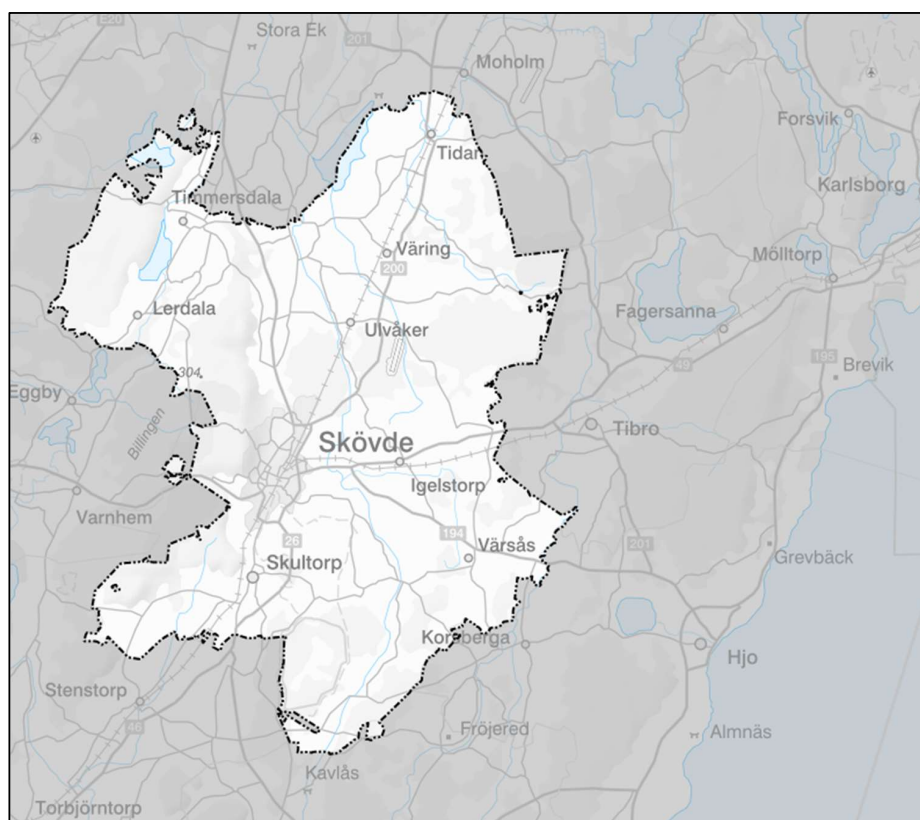 E20
Stora Ek
201
Moholm
Forsvik
Tidan
Karlsborg
Timmersdala
Väring
200
Mölltorp
Lerdala
Ulvåker
Fagersanna
304
49
195
Brevik
Eggby
Billingen
Skövde
Tibro
Igelstorp
Varnhem
26
194
Värsås
201
Grevbäck
Skultorp
Korsberga
Hjo
Stenstorp
46
Fröjered
Almnäs
Kavlås
Torbjörntorp